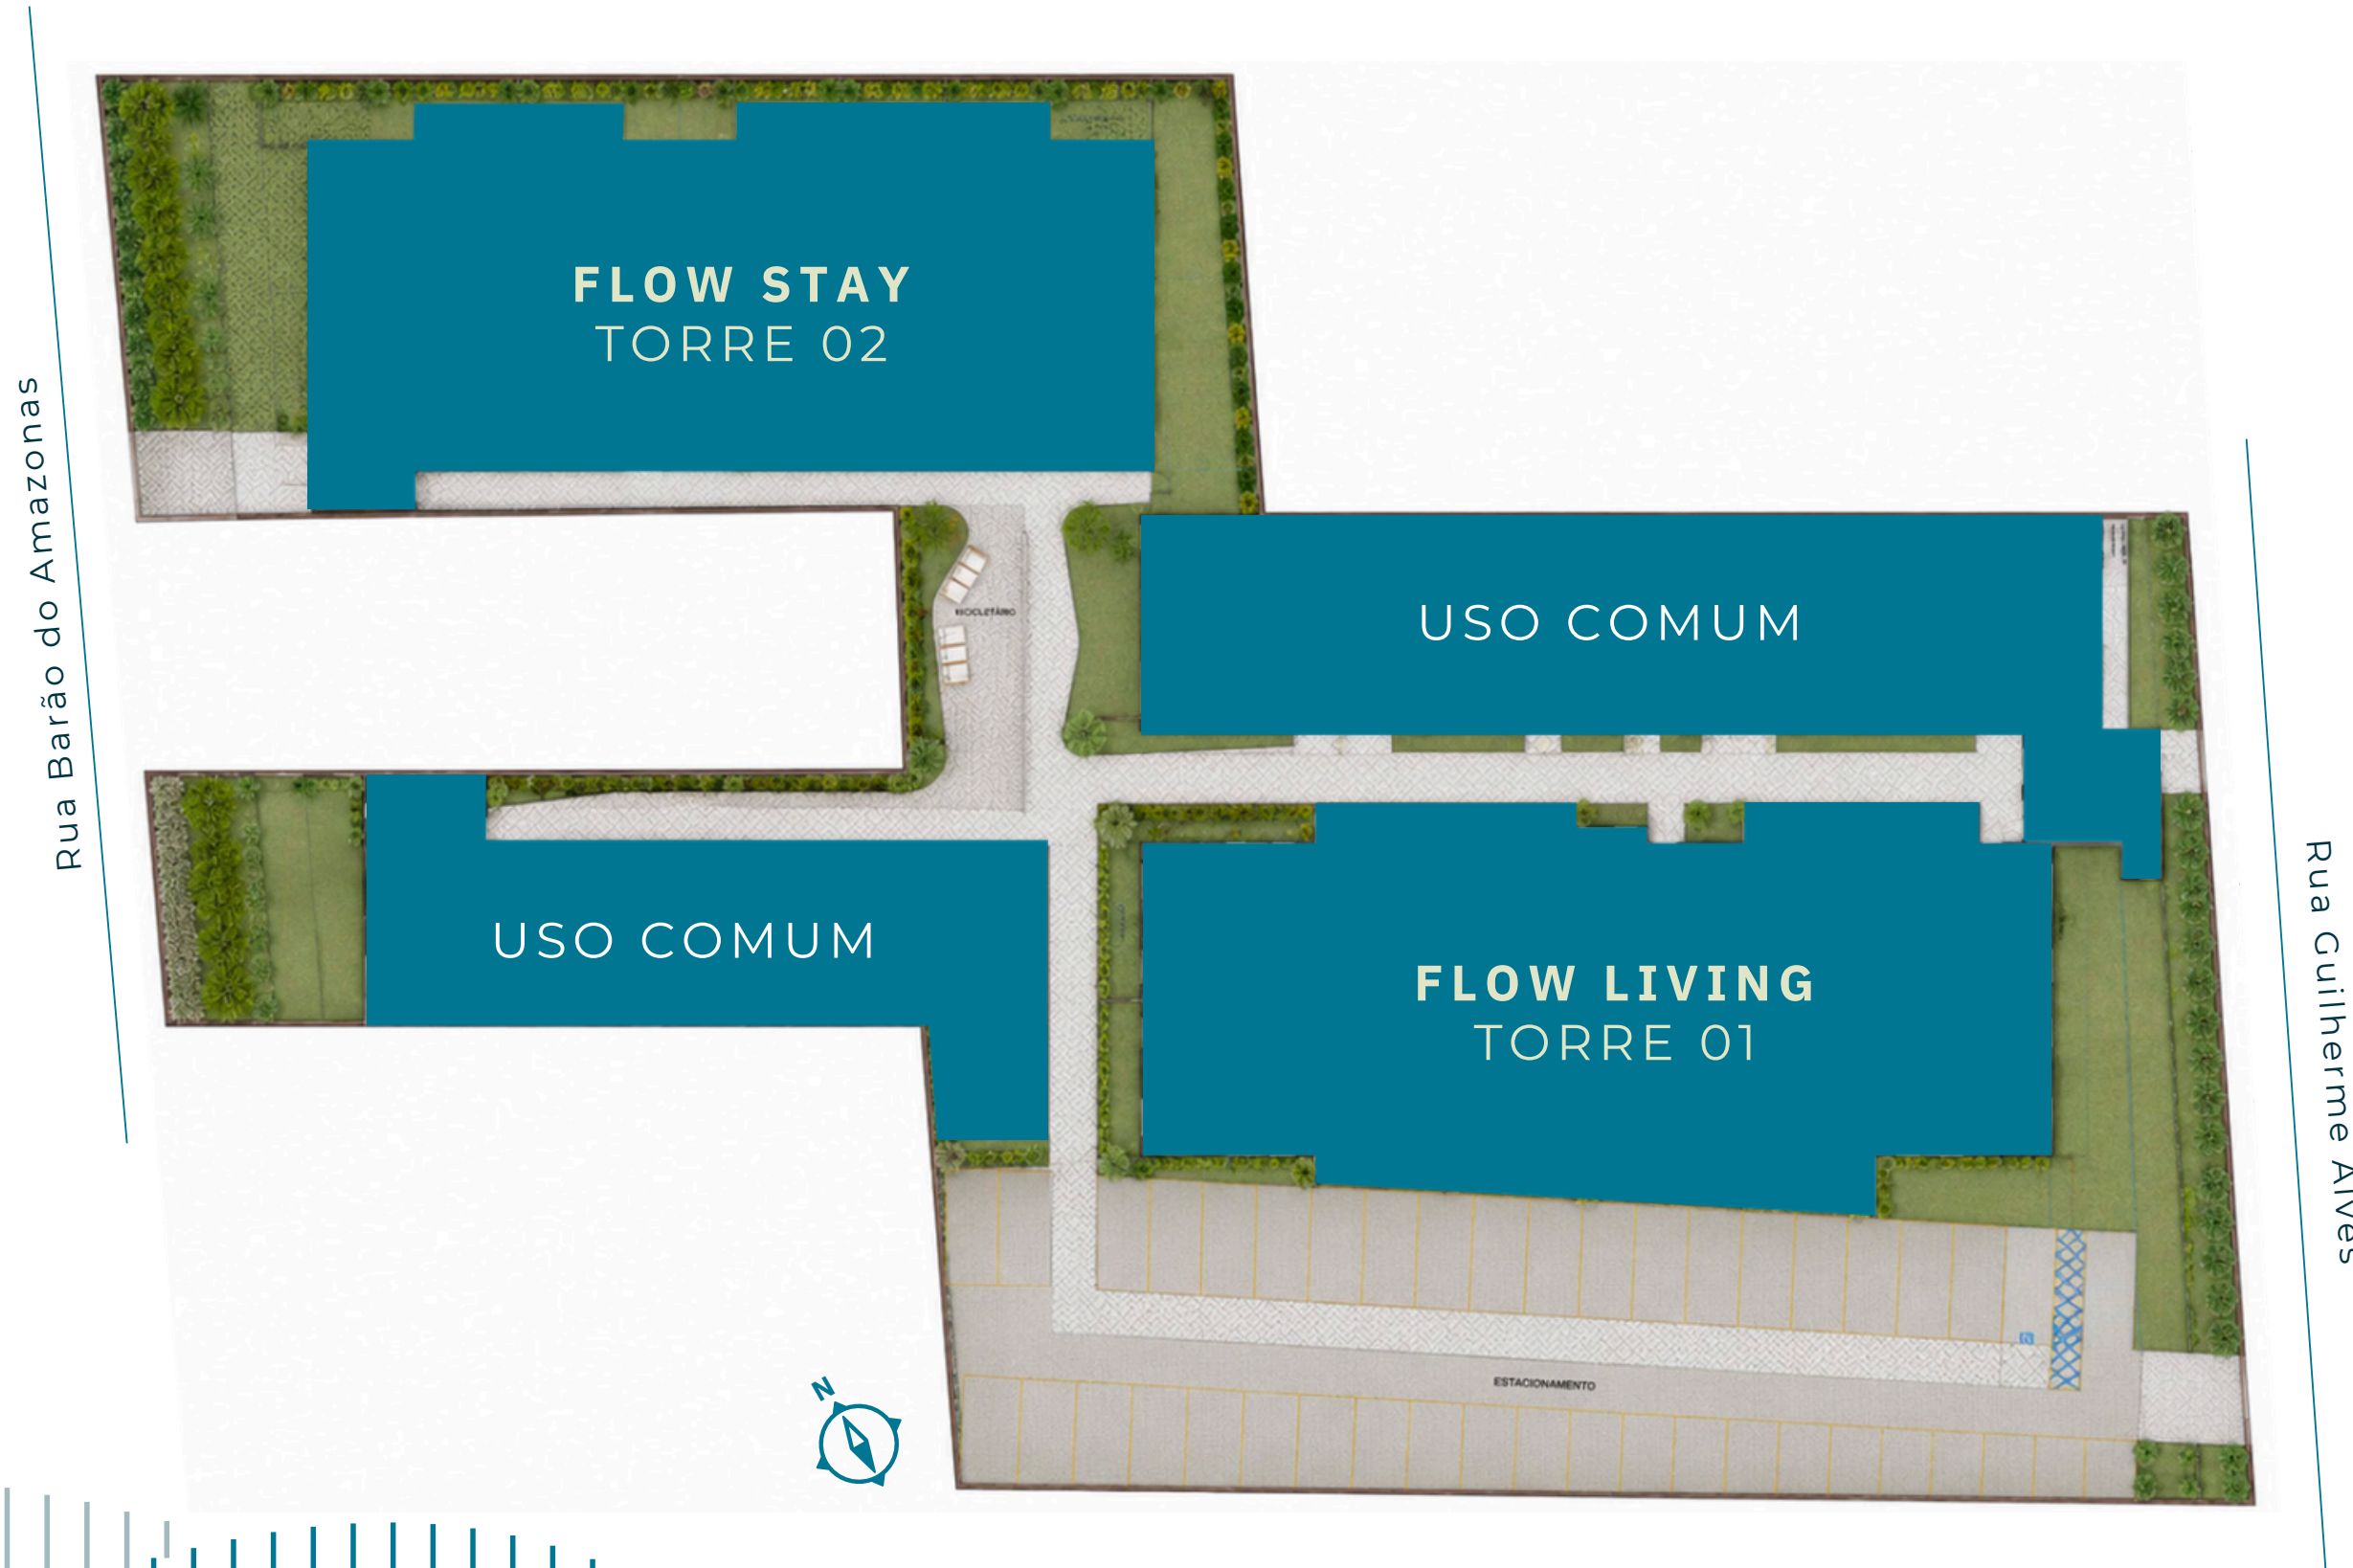 FLOW STAY
TORRE 02
Rua Barão do Amazonas
BICICLETÁRIO
USO COMUM
USO COMUM
FLOW LIVING
TORRE 01
Rua Guilherme Alves
ESTACIONAMENTO
N